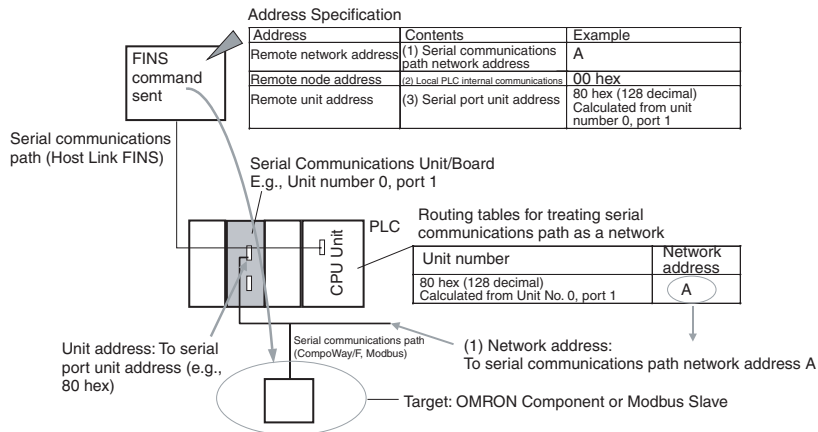 Address Specification
Address Contents Example
Remote network address (1) Serial communications path network address A
Remote node address (2) Local PLC internal communications 00 hex
Remote unit address (3) Serial port unit address 80 hex (128 decimal)
Calculated from unit
number 0, port 1
FINS
command
sent
Serial communications
path (Host Link FINS)
Serial Communications Unit/Board
E.g., Unit number 0, port 1
PLC
CPU Unit
Routing tables for treating serial
communications path as a network
Unit number Network address
80 hex (128 decimal)
Calculated from Unit No. 0, port 1
A
Unit address: To serial
port unit address (e.g.,
80 hex)
Serial communications path
(CompoWay/F, Modbus)
(1) Network address:
To serial communications path network address A
Target: OMRON Component or Modbus Slave